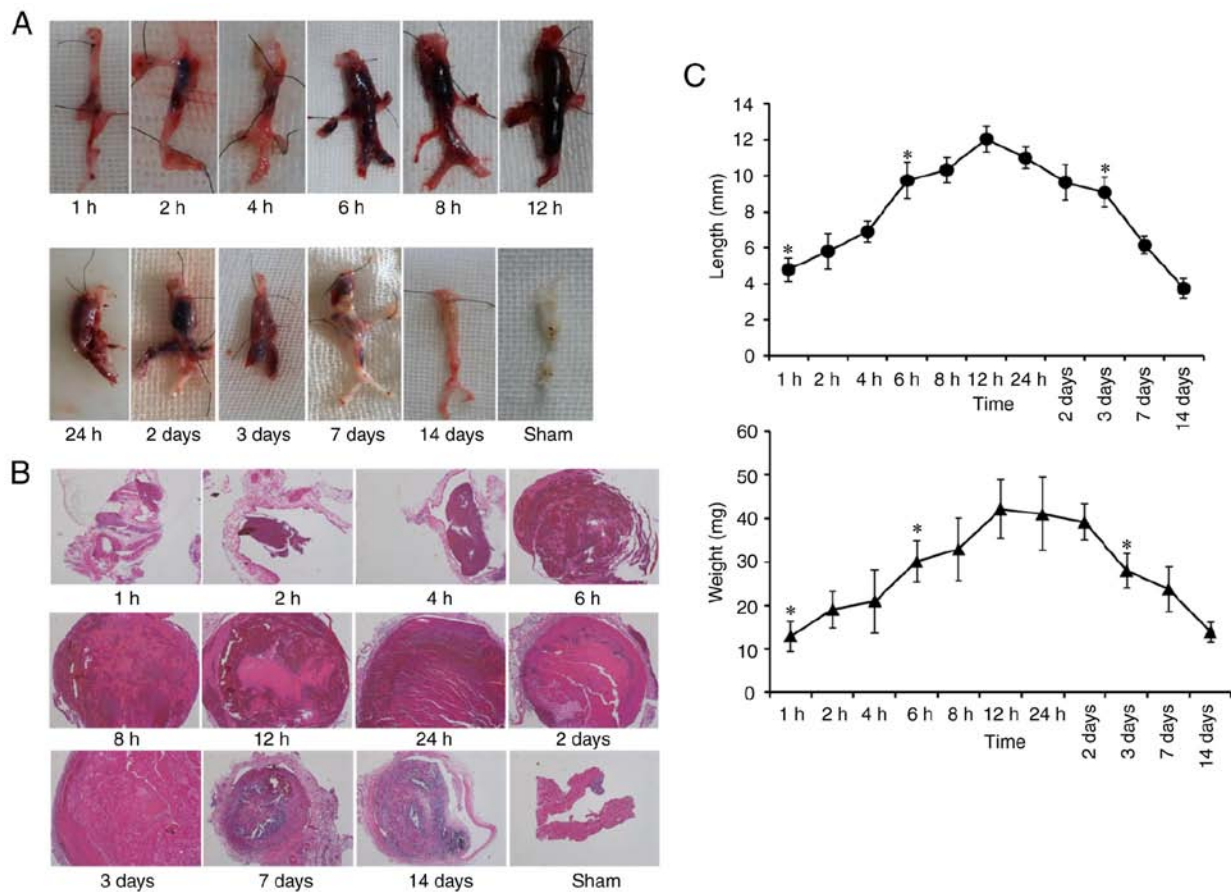 A
1 h 2 h 4 h 6 h 8 h 12 h
24 h 2 days 3 days 7 days 14 days Sham
B
1 h 2 h 4 h 6 h
8 h 12 h 24 h 2 days
3 days 7 days 14 days Sham
C
Length (mm)
14
12
10
8
6
4
2
0
* * *
1 h 2 h 4 h 6 h 8 h 12 h 24 h 2 days 3 days 7 days 14 days
Time
Weight (mg)
60
50
40
30
20
10
0
* * *
1 h 2 h 4 h 6 h 8 h 12 h 24 h 2 days 3 days 7 days 14 days
Time